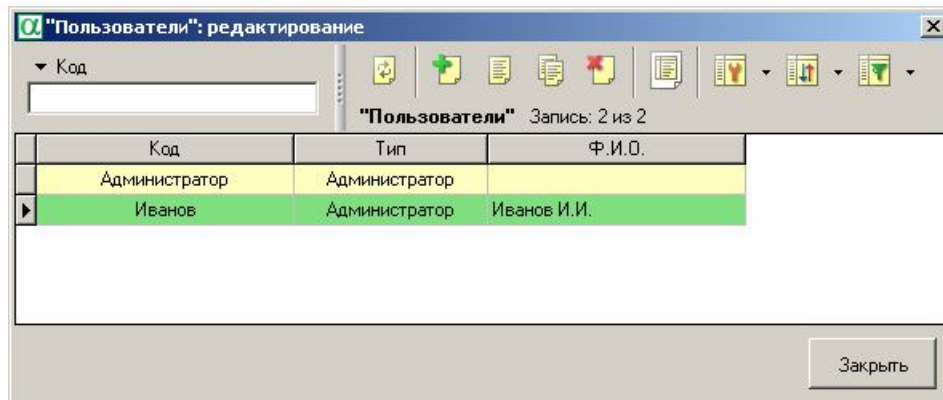 "Пользователи": редактирование
Код
"Пользователи" Запись: 2 из 2
Код Тип Ф.И.О.
Администратор Администратор
Иванов Администратор Иванов И.И.
Закрыть